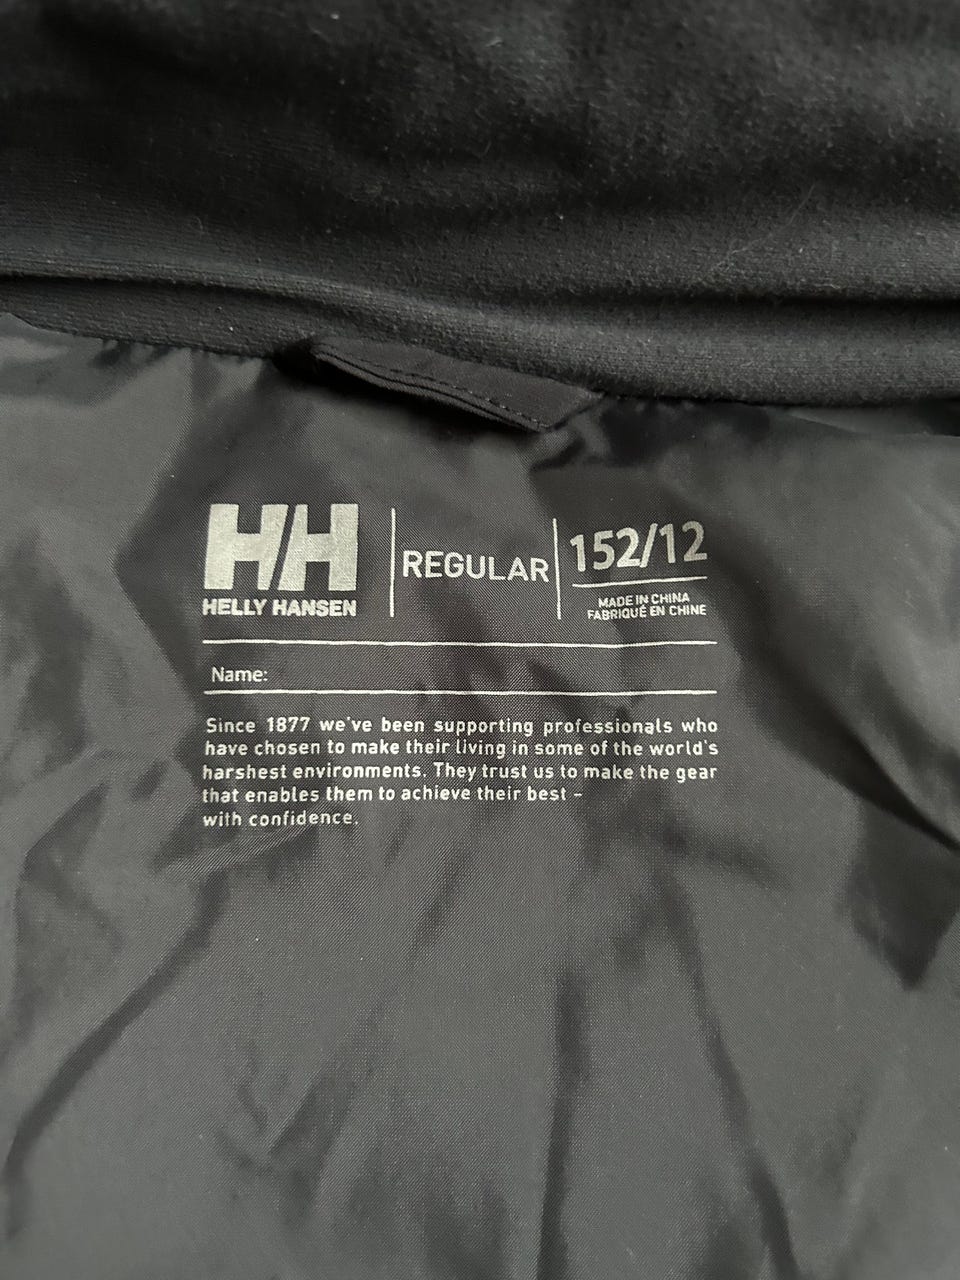 HH
HELLY HANSEN
REGULAR
152/12
MADE IN CHINA
FABRIQUÉ EN CHINE
Name:
Since 1877 we've been supporting professionals who
have chosen to make their living in some of the world's
harshest environments. They trust us to make the gear
that enables them to achieve their best –
with confidence.